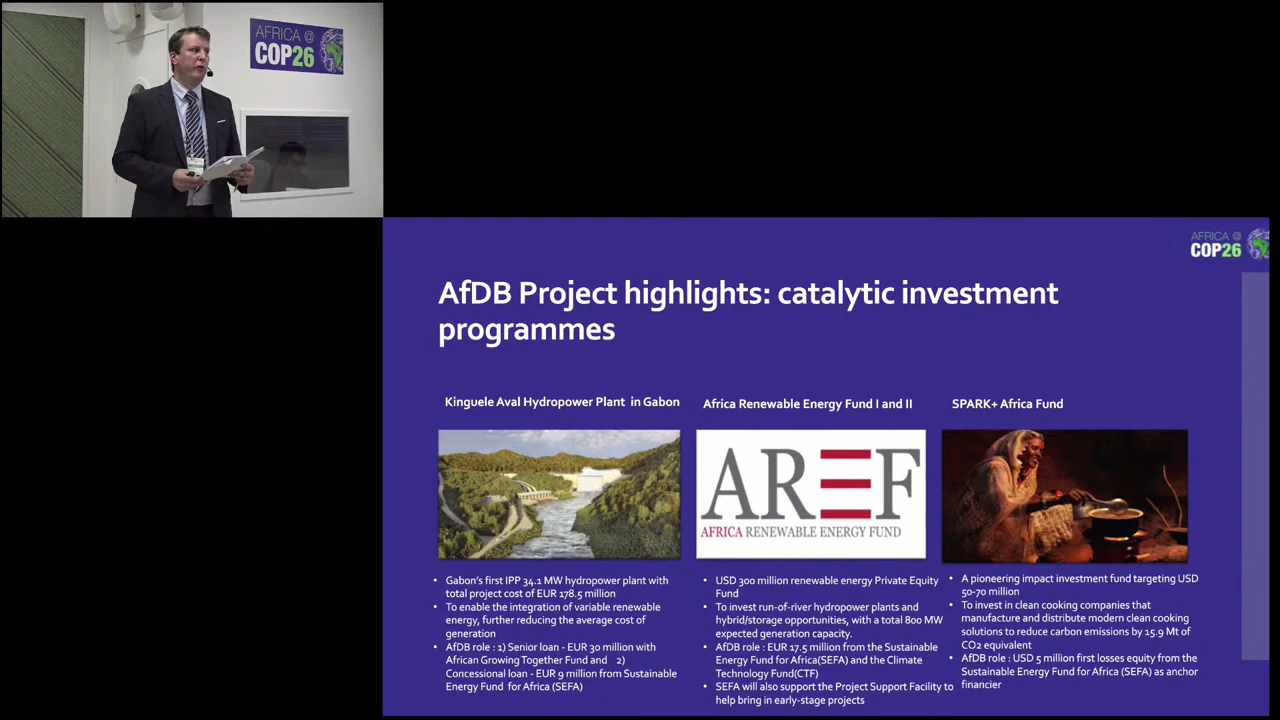 AFRICA @
COP26
AFRICA @
COP26
AfDB Project highlights: catalytic investment
programmes
Kinguele Aval Hydropower Plant in Gabon
• Gabon's first IPP 34.1 MW hydropower plant with
total project cost of EUR 178.5 million
• To enable the integration of variable renewable
energy, further reducing the average cost of
generation
• AfDB role : 1) Senior loan - EUR 30 million with
African Growing Together Fund and 2)
Concessional loan - EUR 9 million from Sustainable
Energy Fund for Africa (SEFA)
Africa Renewable Energy Fund I and II
AREF
AFRICA RENEWABLE ENERGY FUND
• USD 300 million renewable energy Private Equity
Fund
• To invest run-of-river hydropower plants and
hybrid/storage opportunities, with a total 800 MW
expected generation capacity.
• AfDB role : EUR 17.5 million from the Sustainable
Energy Fund for Africa(SEFA) and the Climate
Technology Fund(CTF)
• SEFA will also support the Project Support Facility to
help bring in early-stage projects
SPARK+ Africa Fund
• A pioneering impact investment fund targeting USD
50-70 million
• To invest in clean cooking companies that
manufacture and distribute modern clean cooking
solutions to reduce carbon emissions by 15.9 Mt of
CO2 equivalent
• AfDB role : USD 5 million first losses equity from the
Sustainable Energy Fund for Africa (SEFA) as anchor
financier